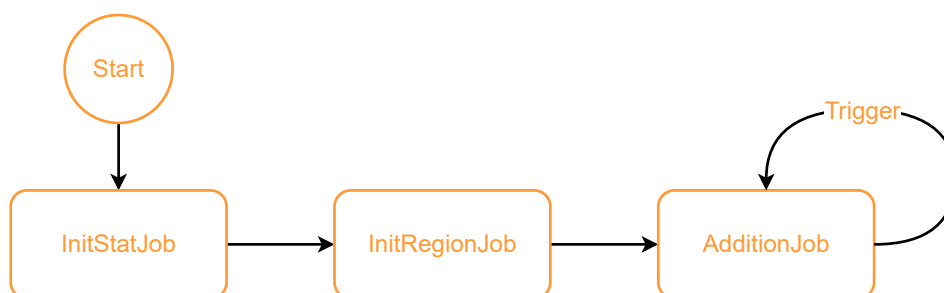 Start
Trigger
InitStatJob
InitRegionJob
AdditionJob